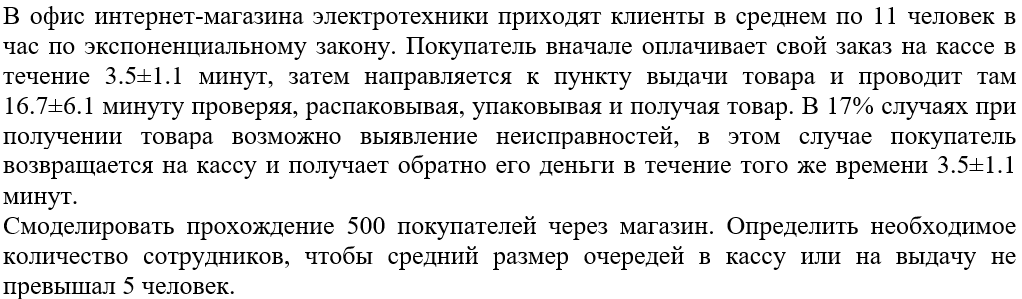 В офис интернет-магазина электротехники приходят клиенты в среднем по 11 человек в
час по экспоненциальному закону. Покупатель вначале оплачивает свой заказ на кассе в
течение 3.5±1.1 минут, затем направляется к пункту выдачи товара и проводит там
16.7±6.1 минуту проверяя, распаковывая, упаковывая и получая товар. В 17% случаях при
получении товара возможно выявление неисправностей, в этом случае покупатель
возвращается на кассу и получает обратно его деньги в течение того же времени 3.5±1.1
минут.
Смоделировать прохождение 500 покупателей через магазин. Определить необходимое
количество сотрудников, чтобы средний размер очередей в кассу или на выдачу не
превышал 5 человек.